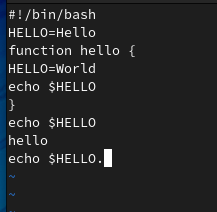 #!/bin/bash
HELLO=Hello
function hello {
HELLO=World
echo $HELLO
}
echo $HELLO
hello
echo $HELLO.
~
~
~